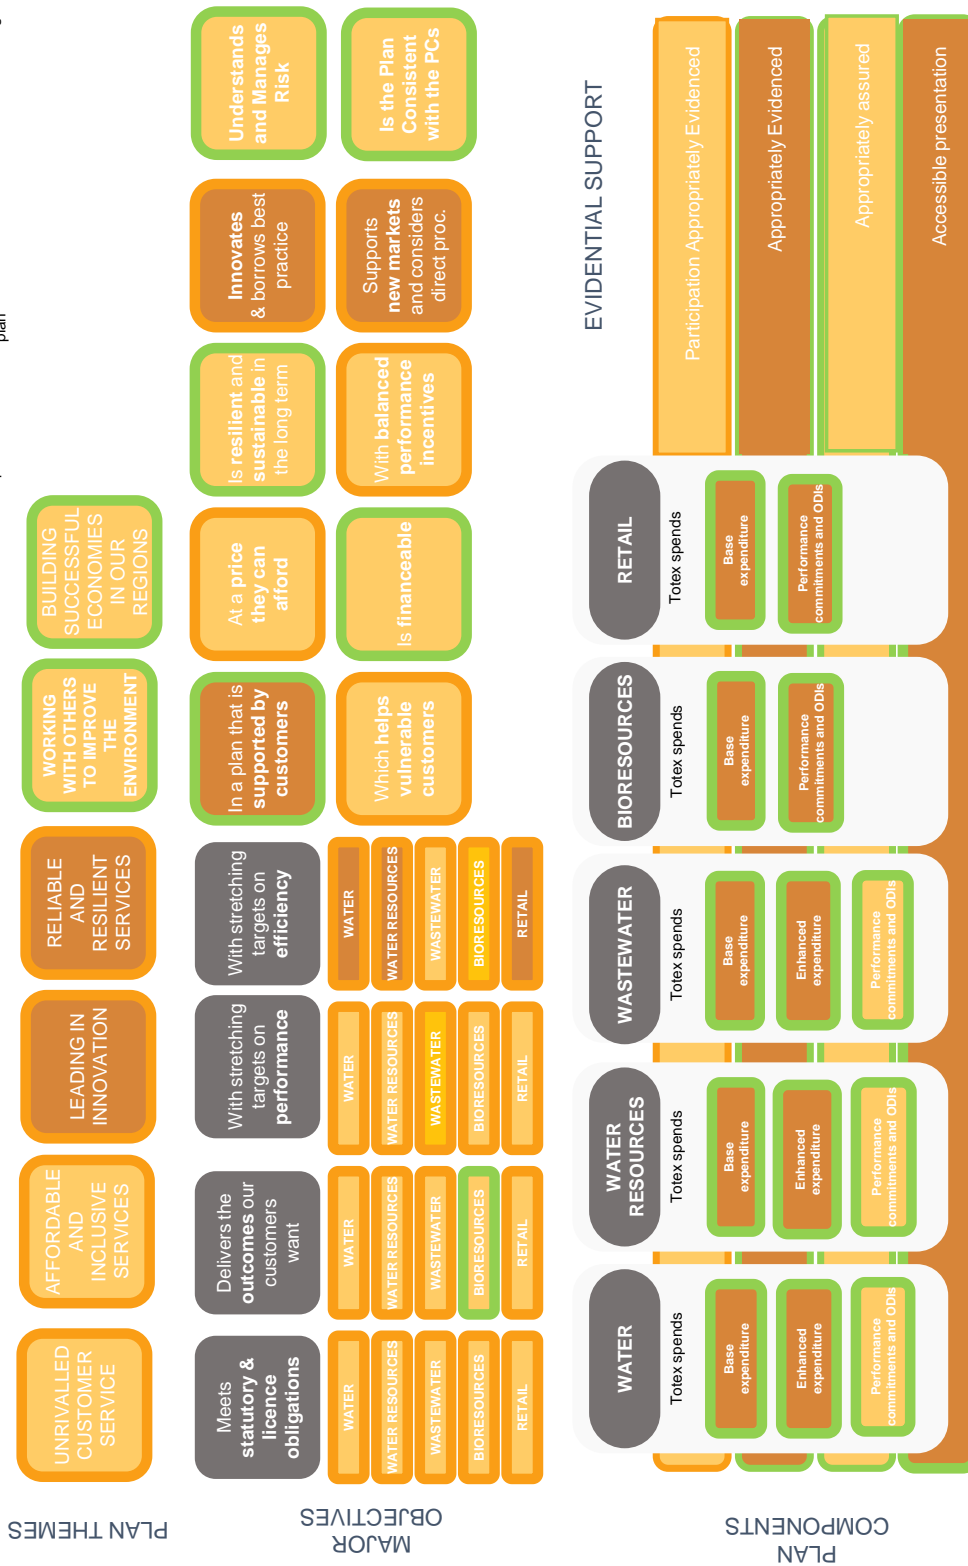 plan
PLAN THEMES
UNRIVALLED
CUSTOMER
SERVICE
AFFORDABLE
AND
INCLUSIVE
SERVICES
LEADING IN
INNOVATION
RELIABLE
AND
RESILIENT
SERVICES
WORKING
WITH OTHERS
TO IMPROVE
THE
ENVIRONMENT
BUILDING
SUCCESSFUL
ECONOMIES
IN OUR
REGIONS
MAJOR
OBJECTIVES
Meets
statutory &
licence
obligations
WATER
WATER RESOURCES
WASTEWATER
BIORESOURCES
RETAIL
Delivers the
outcomes our
customers
want
WATER
WATER RESOURCES
WASTEWATER
BIORESOURCES
RETAIL
With stretching
targets on
performance
WATER
WATER RESOURCES
WASTEWATER
BIORESOURCES
RETAIL
With stretching
targets on
efficiency
WATER
WATER RESOURCES
WASTEWATER
BIORESOURCES
RETAIL
In a plan that is
supported by
customers
Which helps
vulnerable
customers
At a price
they can
afford
Is financeable
Is resilient and
sustainable in
the long term
With balanced
performance
incentives
Innovates
& borrows best
practice
Supports
new markets
and considers
direct proc.
Understands
and Manages
Risk
Is the Plan
Consistent
with the PCs
PLAN
COMPONENTS
WATER
Totex spends
Base
expenditure
Enhanced
expenditure
Performance
commitments and ODIs
WATER
RESOURCES
Totex spends
Base
expenditure
Enhanced
expenditure
Performance
commitments and ODIs
WASTEWATER
Totex spends
Base
expenditure
Enhanced
expenditure
Performance
commitments and ODIs
BIORESOURCES
Totex spends
Base
expenditure
Performance
commitments and ODIs
RETAIL
Totex spends
Base
expenditure
Performance
commitments and ODIs
EVIDENTIAL SUPPORT
Participation Appropriately Evidenced
Appropriately Evidenced
Appropriately assured
Accessible presentation